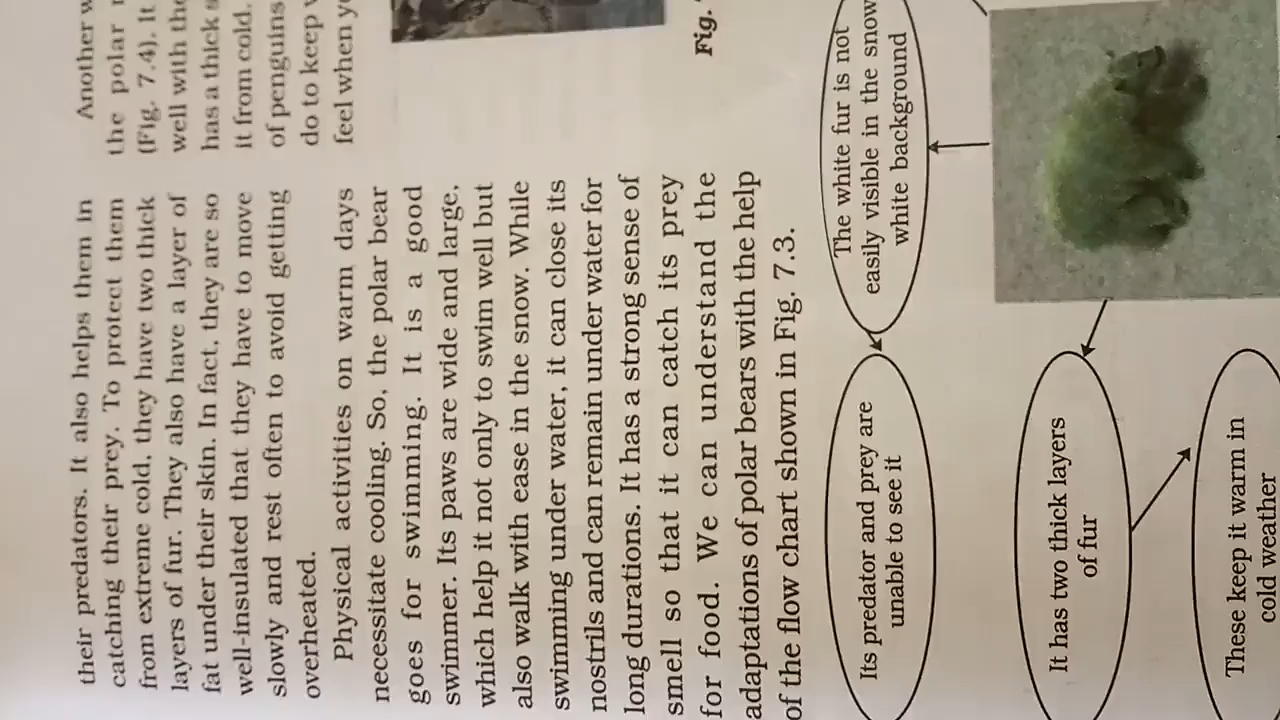 their predators. It also helps them in
catching their prey. To protect them
from extreme cold, they have two thick
layers of fur. They also have a layer of
fat under their skin. In fact, they are so
well-insulated that they have to move
slowly and rest often to avoid getting
overheated.
Physical activities on warm days
necessitate cooling. So, the polar bear
goes for swimming. It is a good
swimmer. Its paws are wide and large,
which help it not only to swim well but
also walk with ease in the snow. While
swimming under water, it can close its
nostrils and can remain under water for
long durations. It has a strong sense of
smell so that it can catch its prey
for food. We can understand the
adaptations of polar bears with the help
of the flow chart shown in Fig. 7.3.
Another
the polar
(Fig. 7.4). It
well with the
has a thick
it from cold.
of penguins
do to keep
feel when
Fig.
The white fur is not
easily visible in the snow
white background
Its predator and prey are
unable to see it
It has two thick layers
of fur
These keep it warm in
cold weather